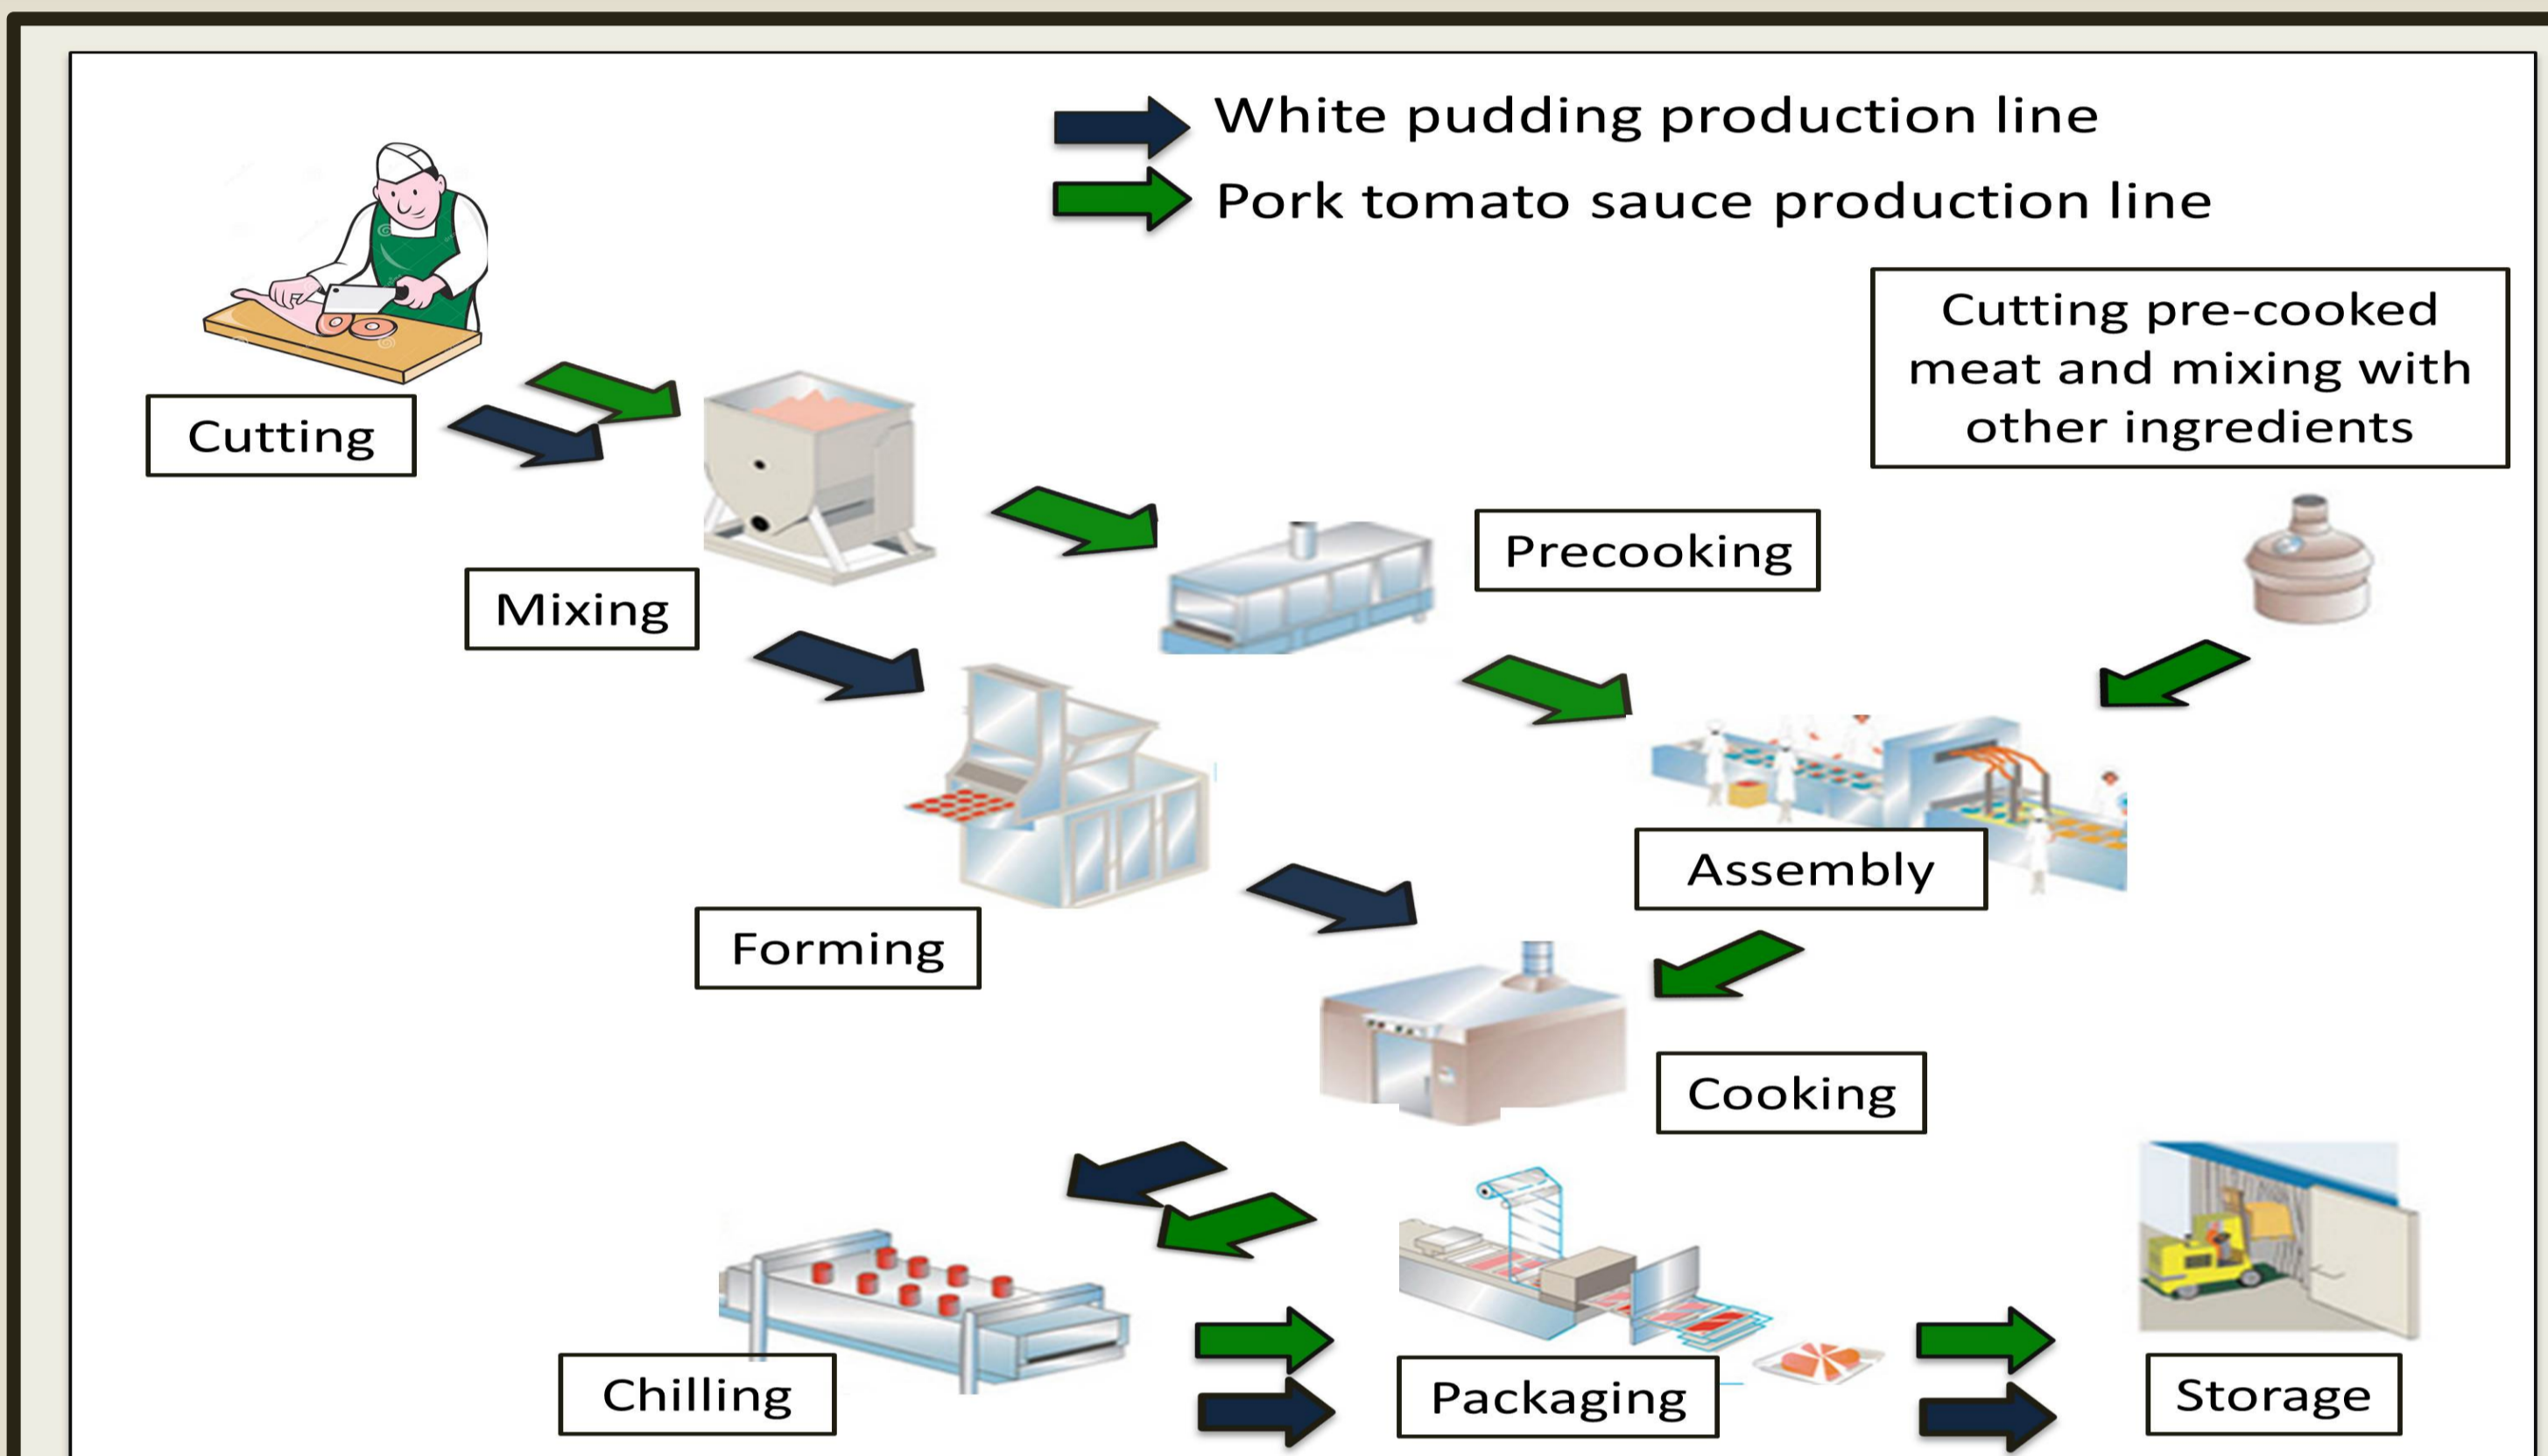 White pudding production line
Pork tomato sauce production line
Cutting pre-cooked
meat and mixing with
other ingredients
Cutting
Precooking
Mixing
Assembly
Forming
Cooking
Chilling
Packaging
Storage